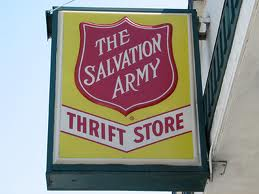 THE
SALVATION
ARMY
THRIFT STORE